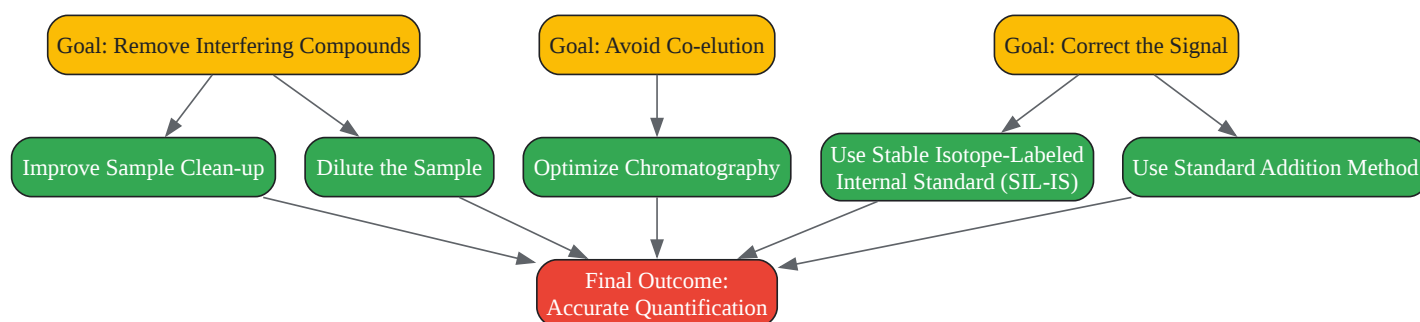 Goal: Remove Interfering Compounds
Goal: Avoid Co-elution
Goal: Correct the Signal
Improve Sample Clean-up
Dilute the Sample
Optimize Chromatography
Use Stable Isotope-Labeled
Internal Standard (SIL-IS)
Use Standard Addition Method
Final Outcome:
Accurate Quantification